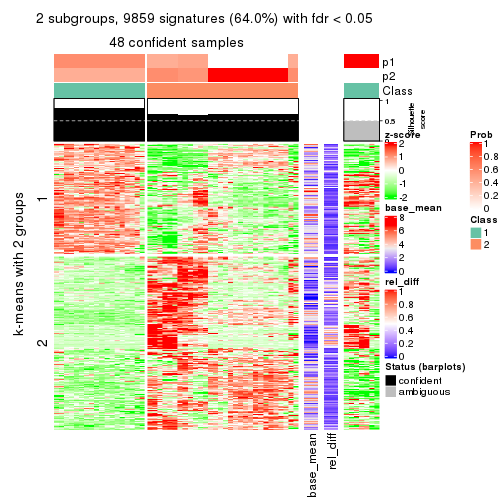 2 subgroups, 9859 signatures (64.0%) with fdr < 0.05
48 confident samples
p1
p2
Class
1
0.5
0
Silhouette
score
k-means with 2 groups
1
2
z-score
2
1
0
-1
-2
base_mean
8
6
4
2
0
rel_diff
1
0.8
0.6
0.4
0.2
0
Status (barplots)
confident
ambiguous
Prob
1
0.8
0.6
0.4
0.2
0
Class
1
2
base_mean
rel_diff